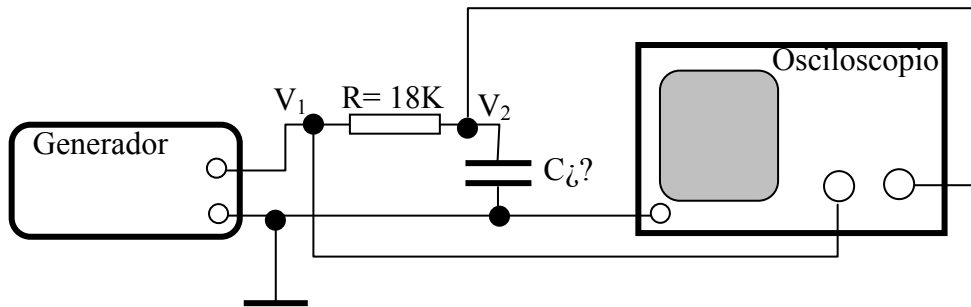 Osciloscopio
V₁
R= 18K
V₂
Generador
C¿?